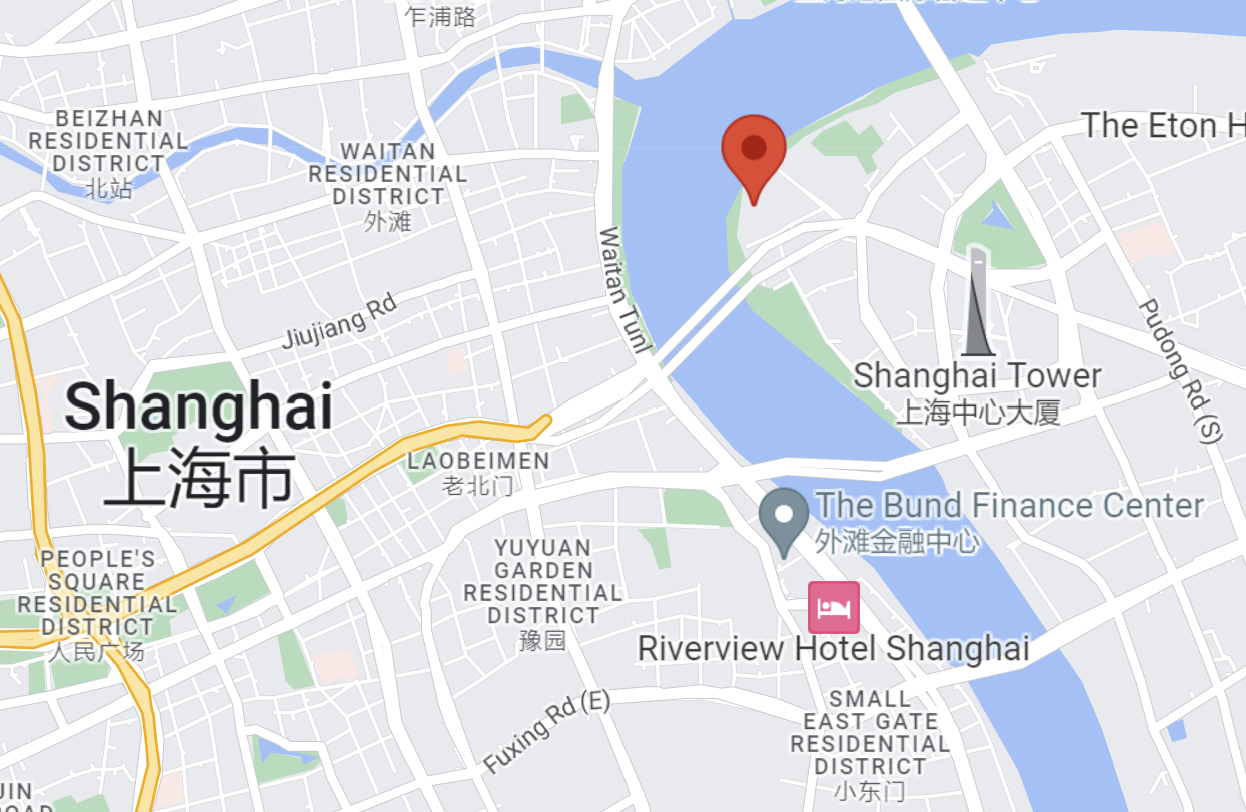 乍浦路
BEIZHAN
RESIDENTIAL
DISTRICT
北站
WAITAN
RESIDENTIAL
DISTRICT
外滩
The Eton H
Waitan Tunl
Jiujiang Rd
Pudong Rd (S)
Shanghai Tower
上海中心大厦
Shanghai
上海市
LAOBEIMEN
老北门
The Bund Finance Center
外滩金融中心
PEOPLE'S
SQUARE
RESIDENTIAL
DISTRICT
人民广场
YUYUAN
GARDEN
RESIDENTIAL
DISTRICT
豫园
Riverview Hotel Shanghai
Fuxing Rd (E)
SMALL
EAST GATE
RESIDENTIAL
DISTRICT
小东门